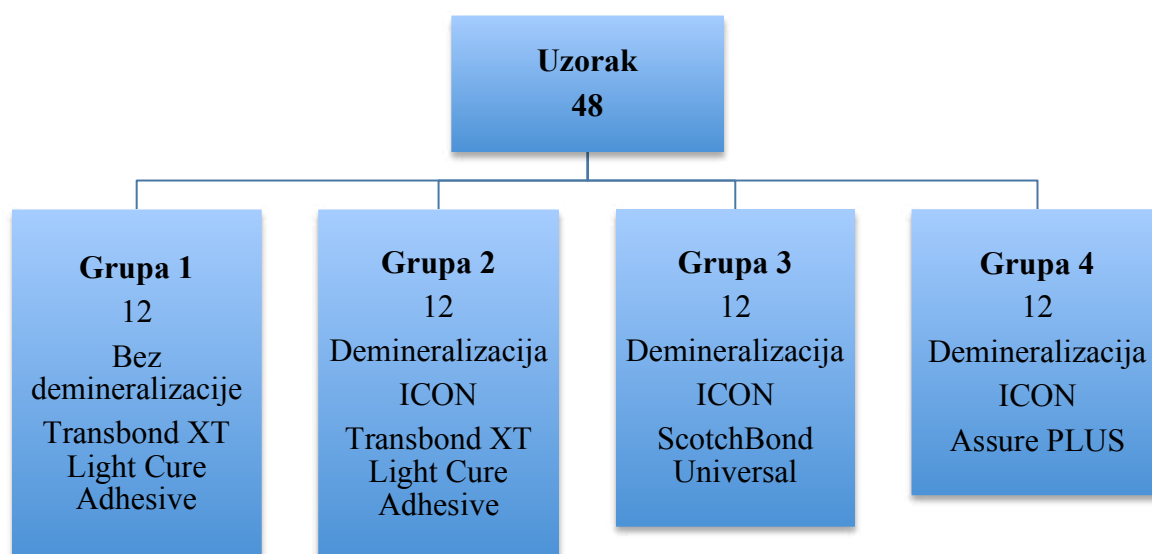 Uzorak
48
Grupa 1
12
Bez
demineralizacije
Transbond XT
Light Cure
Adhesive
Grupa 2
12
Demineralizacija
ICON
Transbond XT
Light Cure
Adhesive
Grupa 3
12
Demineralizacija
ICON
ScotchBond
Universal
Grupa 4
12
Demineralizacija
ICON
Assure PLUS